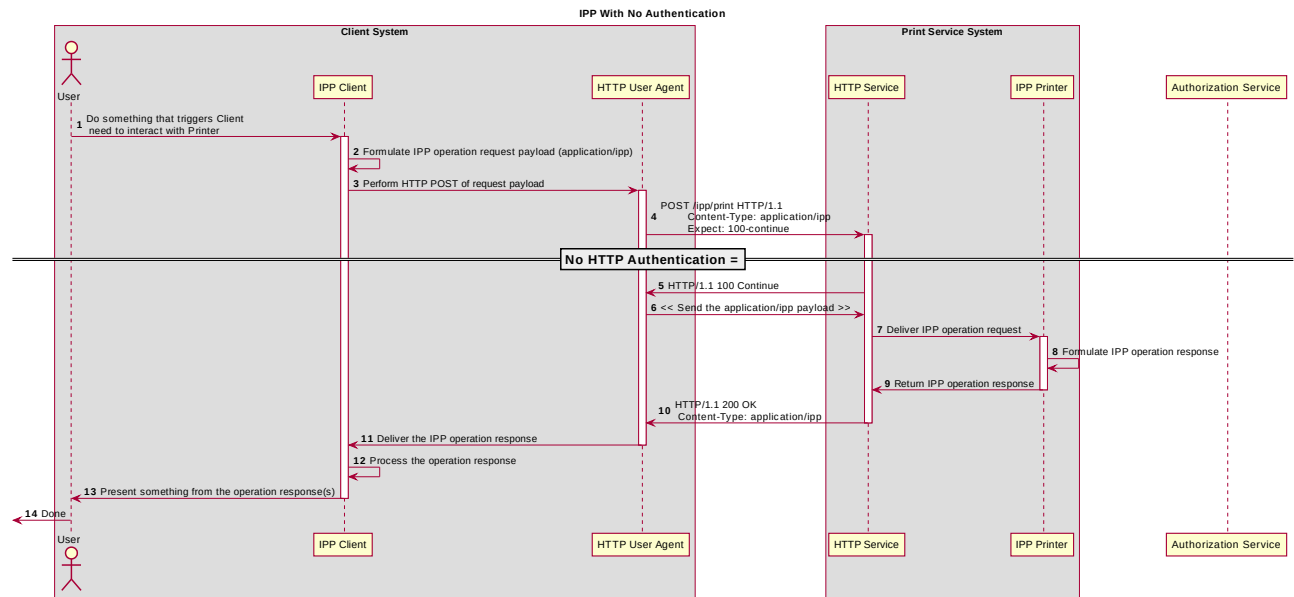 IPP With No Authentication
Client System
Print Service System
User
IPP Client
HTTP User Agent
HTTP Service
IPP Printer
Authorization Service
1 Do something that triggers Client
need to interact with Printer
2 Formulate IPP operation request payload (application/ipp)
3 Perform HTTP POST of request payload
POST /ipp/print HTTP/1.1
4 Content-Type: application/ipp
Expect: 100-continue
No HTTP Authentication =
5 HTTP/1.1 100 Continue
6 << Send the application/ipp payload >>
7 Deliver IPP operation request
8 Formulate IPP operation response
9 Return IPP operation response
HTTP/1.1 200 OK
10 Content-Type: application/ipp
11 Deliver the IPP operation response
12 Process the operation response
13 Present something from the operation response(s)
14 Done
User
IPP Client
HTTP User Agent
HTTP Service
IPP Printer
Authorization Service